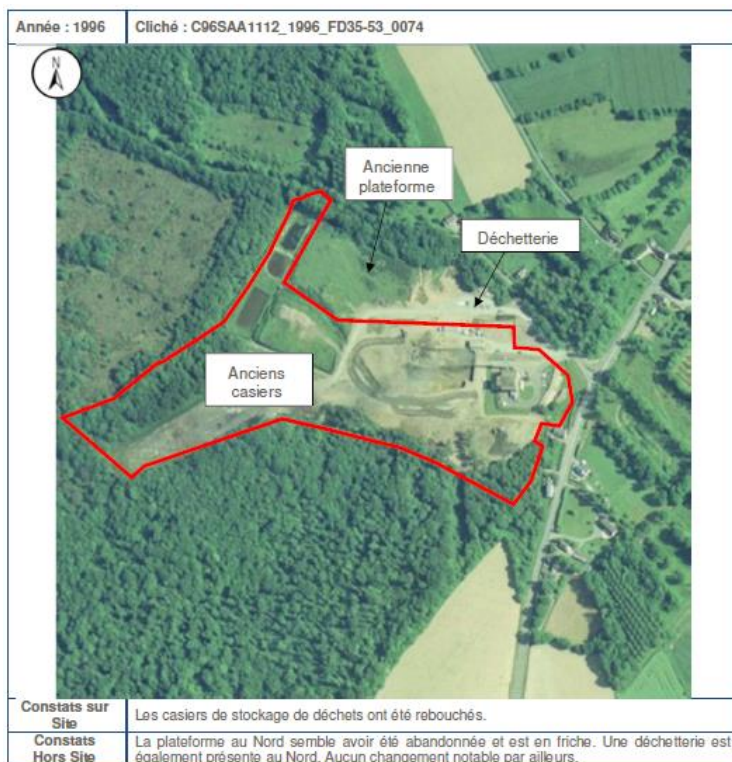 Année : 1996 Cliché : C96SAA1112_1996_FD35-53_0074
N
Ancienne
plateforme
Déchetterie
Anciens
casiers
Constats sur
Site
Les casiers de stockage de déchets ont été rebouchés.
Constats
Hors Site
La plateforme au Nord semble avoir été abandonnée et est en friche. Une déchetterie est
également présente au Nord. Aucun changement notable par ailleurs.